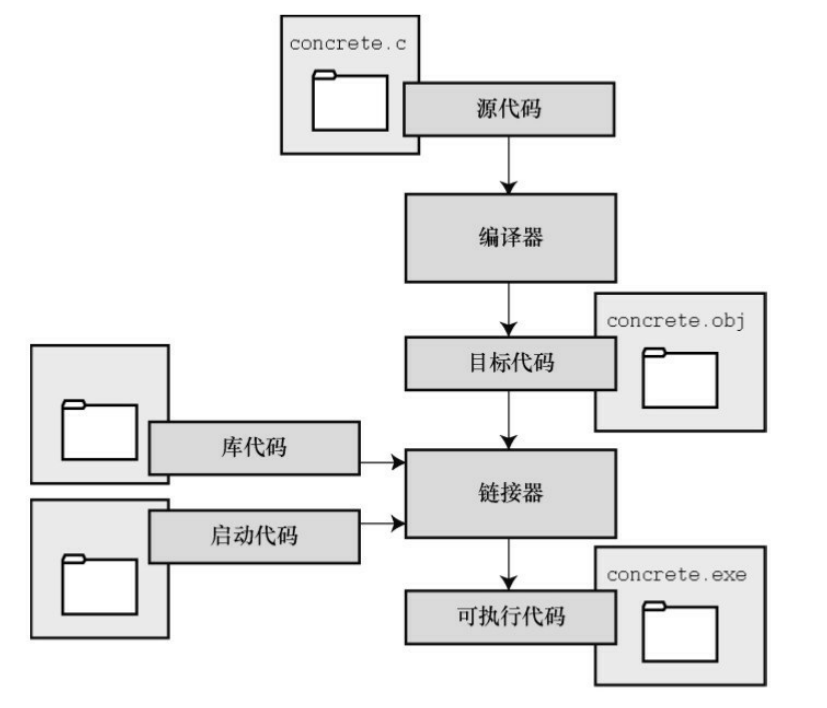 concrete.c
源代码
编译器
concrete.obj
目标代码
库代码
链接器
启动代码
concrete.exe
可执行代码